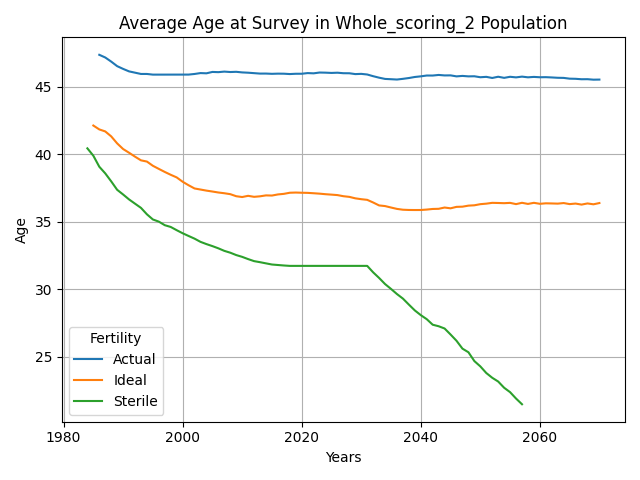 Average Age at Survey in Whole_scoring_2 Population
Age
45
40
35
30
25
Fertility
Actual
Ideal
Sterile
1980
2000
2020
2040
2060
Years